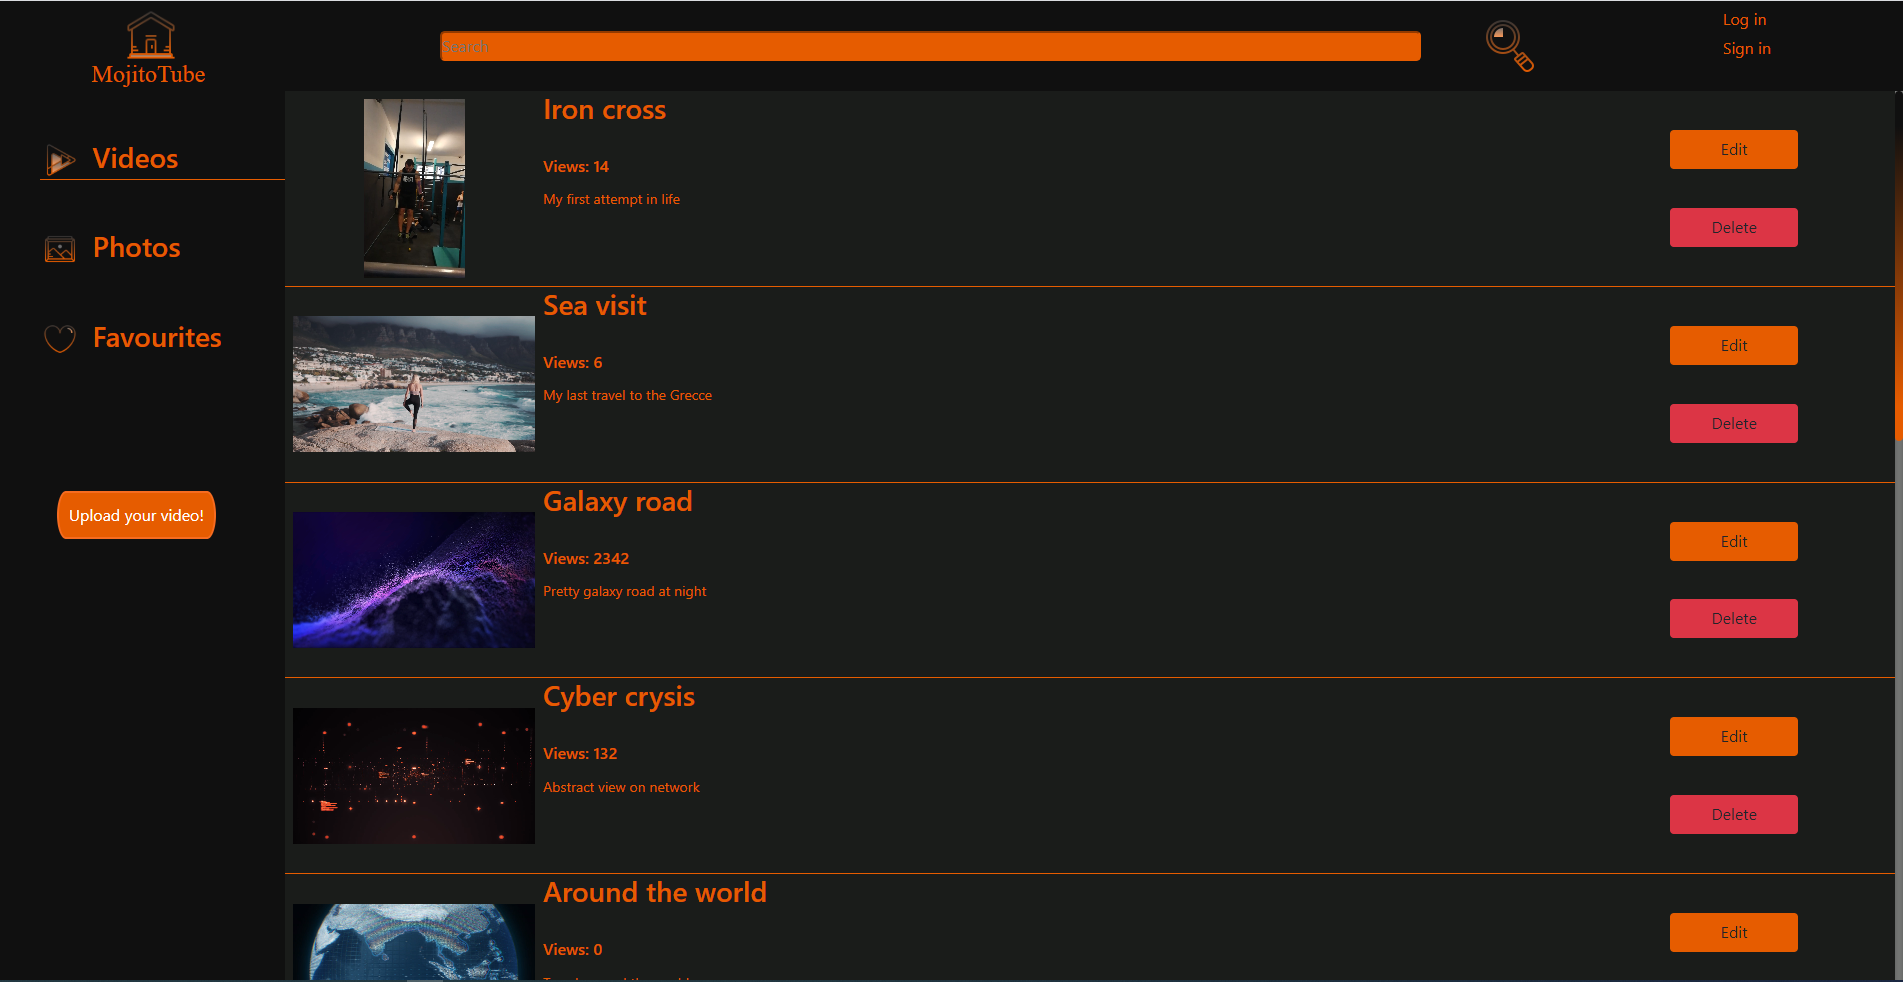 MojitoTube
Search
Log in
Sign in
Videos
Photos
Favourites
Upload your video!
Iron cross
Views: 14
My first attempt in life
Edit
Delete
Sea visit
Views: 6
My last travel to the Grecce
Edit
Delete
Galaxy road
Views: 2342
Pretty galaxy road at night
Edit
Delete
Cyber crysis
Views: 132
Abstract view on network
Edit
Delete
Around the world
Views: 0
Edit